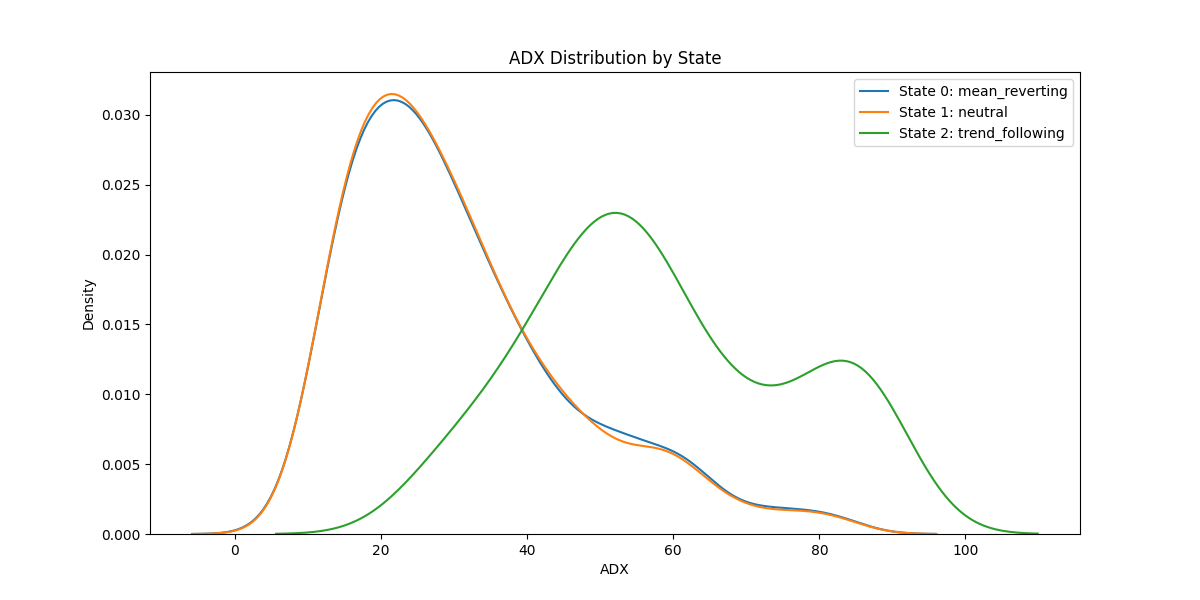 ADX Distribution by State
State 0: mean_reverting
State 1: neutral
State 2: trend_following
Density
0.030
0.025
0.020
0.015
0.010
0.005
0.000
0 20 40 60 80 100
ADX